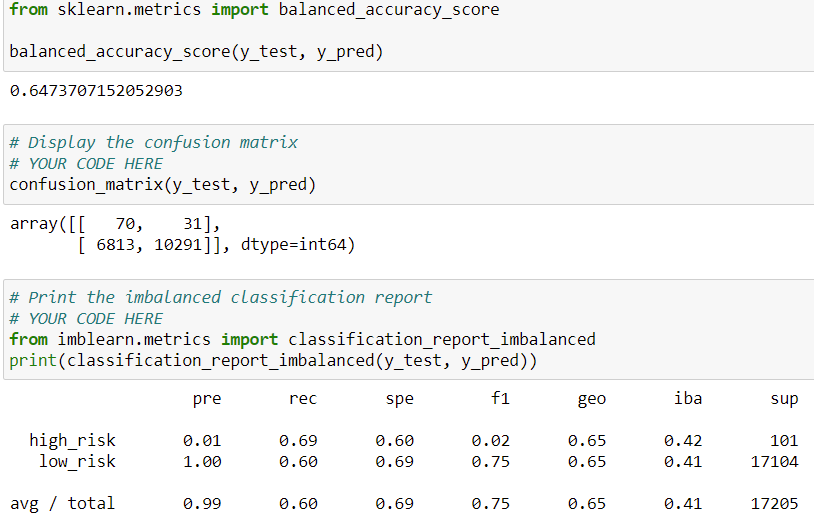 from sklearn.metrics import balanced_accuracy_score
balanced_accuracy_score(y_test, y_pred)
0.6473707152052903
# Display the confusion matrix
# YOUR CODE HERE
confusion_matrix(y_test, y_pred)
array([[   70,    31],
       [ 6813, 10291]], dtype=int64)
# Print the imbalanced classification report
# YOUR CODE HERE
from imblearn.metrics import classification_report_imbalanced
print(classification_report_imbalanced(y_test, y_pred))
                   pre       rec       spe        f1       geo       iba       sup
  high_risk       0.01      0.69      0.60      0.02      0.65      0.42       101
   low_risk       1.00      0.60      0.69      0.75      0.65      0.41     17104
avg / total       0.99      0.60      0.69      0.75      0.65      0.41     17205